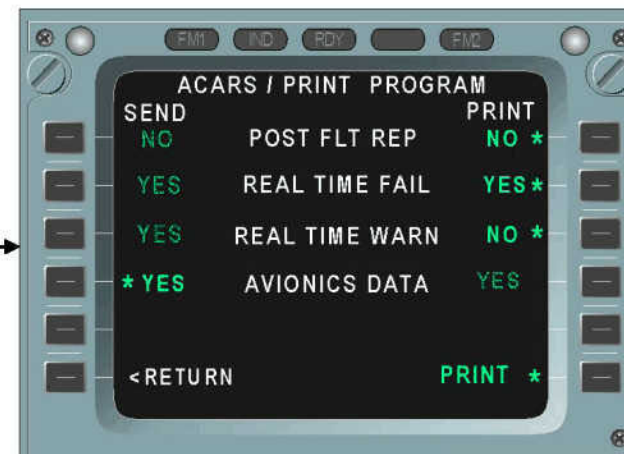 FM1 IND RDY FM2
ACARS / PRINT PROGRAM
SEND PRINT
NO POST FLT REP NO *
YES REAL TIME FAIL YES *
YES REAL TIME WARN NO *
* YES AVIONICS DATA YES
<RETURN PRINT *